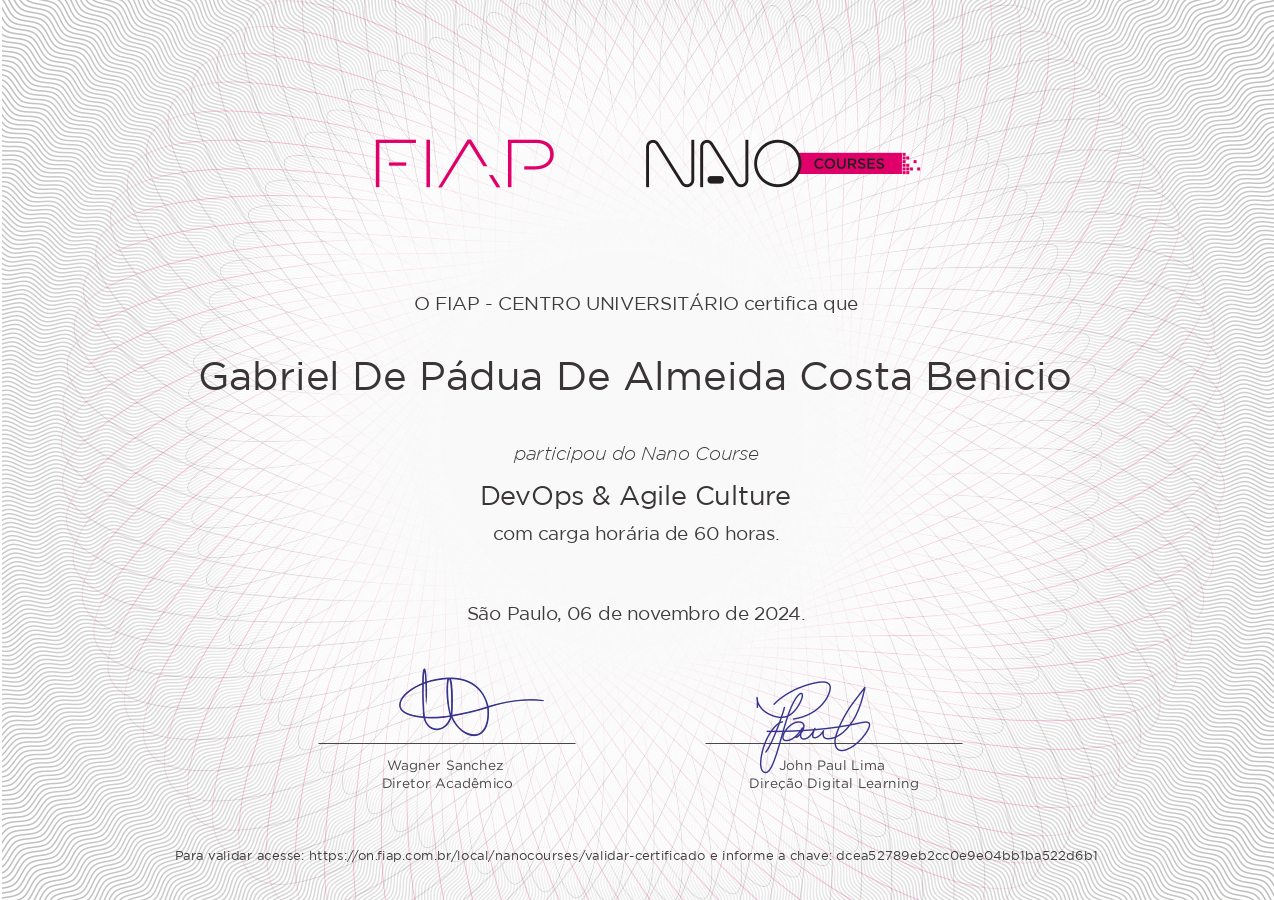 FIAP NANO COURSES
O FIAP - CENTRO UNIVERSITÁRIO certifica que
Gabriel De Pádua De Almeida Costa Benicio
participou do Nano Course
DevOps & Agile Culture
com carga horária de 60 horas.
São Paulo, 06 de novembro de 2024.
Wagner Sanchez
Diretor Acadêmico
John Paul Lima
Direção Digital Learning
Para validar acesse: https://on.fiap.com.br/local/nanocourses/validar-certificado e informe a chave: dcea52789eb2cc0e9e04bb1ba522d6b1